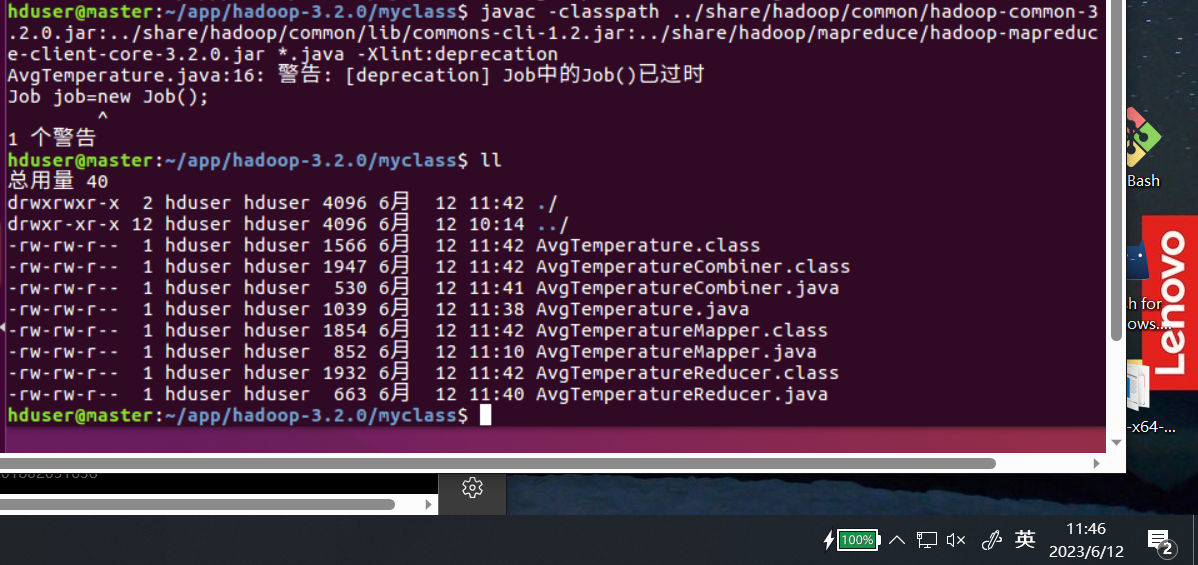 hduser@master:~/app/hadoop-3.2.0/myclass$ javac -classpath ../share/hadoop/common/hadoop-common-3
.2.0.jar:../share/hadoop/common/lib/commons-cli-1.2.jar:../share/hadoop/mapreduce/hadoop-mapreduc
e-client-core-3.2.0.jar *.java -Xlint:deprecation
AvgTemperature.java:16: 警告: [deprecation] Job中的Job()已过时
Job job=new Job();
^
1 个警告
hduser@master:~/app/hadoop-3.2.0/myclass$ ll
总用量 40
drwxrwxr-x  2 hduser hduser 4096 6月  12 11:42 ./
drwxr-xr-x 12 hduser hduser 4096 6月  12 10:14 ../
-rw-rw-r--  1 hduser hduser 1566 6月  12 11:42 AvgTemperature.class
-rw-rw-r--  1 hduser hduser 1947 6月  12 11:42 AvgTemperatureCombiner.class
-rw-rw-r--  1 hduser hduser  530 6月  12 11:41 AvgTemperatureCombiner.java
-rw-rw-r--  1 hduser hduser 1039 6月  12 11:38 AvgTemperature.java
-rw-rw-r--  1 hduser hduser 1854 6月  12 11:42 AvgTemperatureMapper.class
-rw-rw-r--  1 hduser hduser  852 6月  12 11:10 AvgTemperatureMapper.java
-rw-rw-r--  1 hduser hduser 1932 6月  12 11:42 AvgTemperatureReducer.class
-rw-rw-r--  1 hduser hduser  663 6月  12 11:40 AvgTemperatureReducer.java
hduser@master:~/app/hadoop-3.2.0/myclass$
Bash
h for
ows....
Lenovo
-x64-...
100%
英
11:46
2023/6/12
2